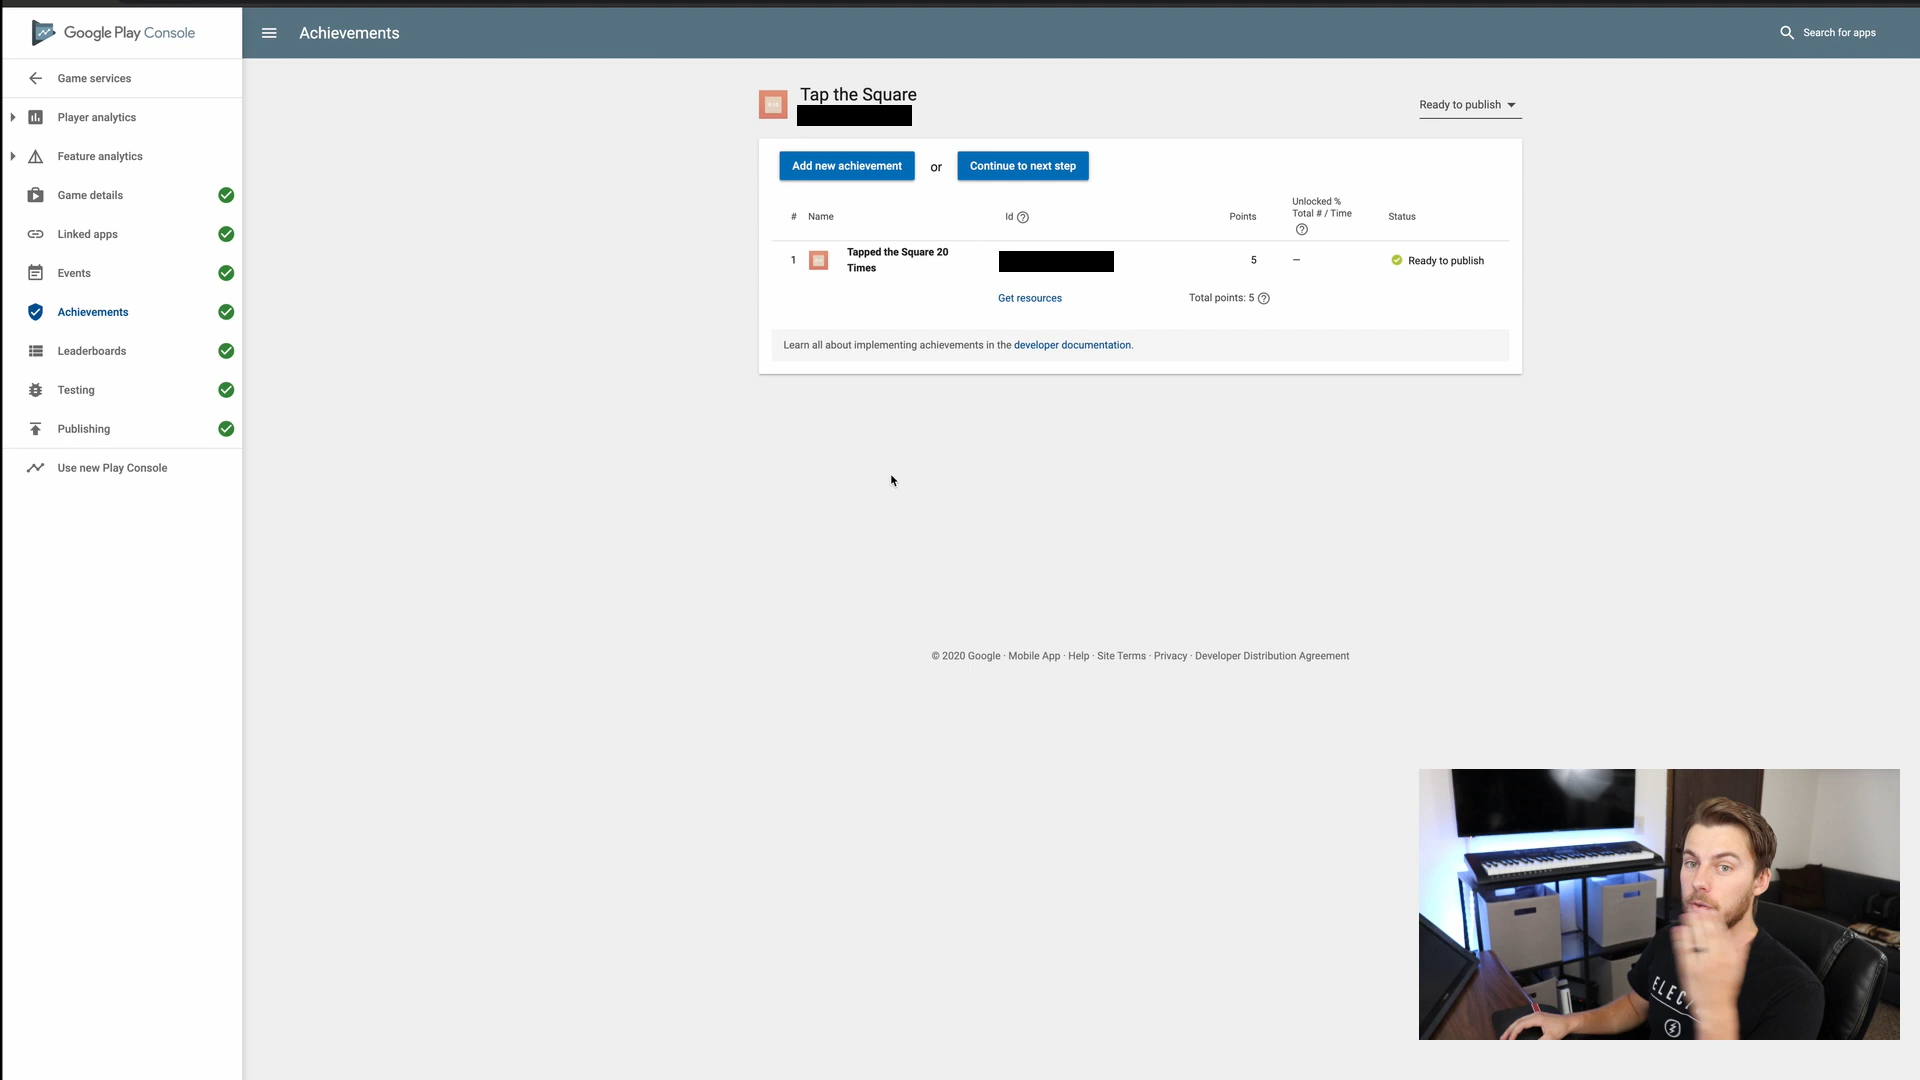 Google Play Console
Achievements
Search for apps
Game services
Player analytics
Feature analytics
Game details
Linked apps
Events
Achievements
Leaderboards
Testing
Publishing
Use new Play Console
Tap the Square
Ready to publish
Add new achievement or Continue to next step
# Name Id Points Unlocked %
Total # / Time
Status
1 Tapped the Square 20
Times
5 – Ready to publish
Get resources Total points: 5
Learn all about implementing achievements in the developer documentation.
© 2020 Google · Mobile App · Help · Site Terms · Privacy · Developer Distribution Agreement